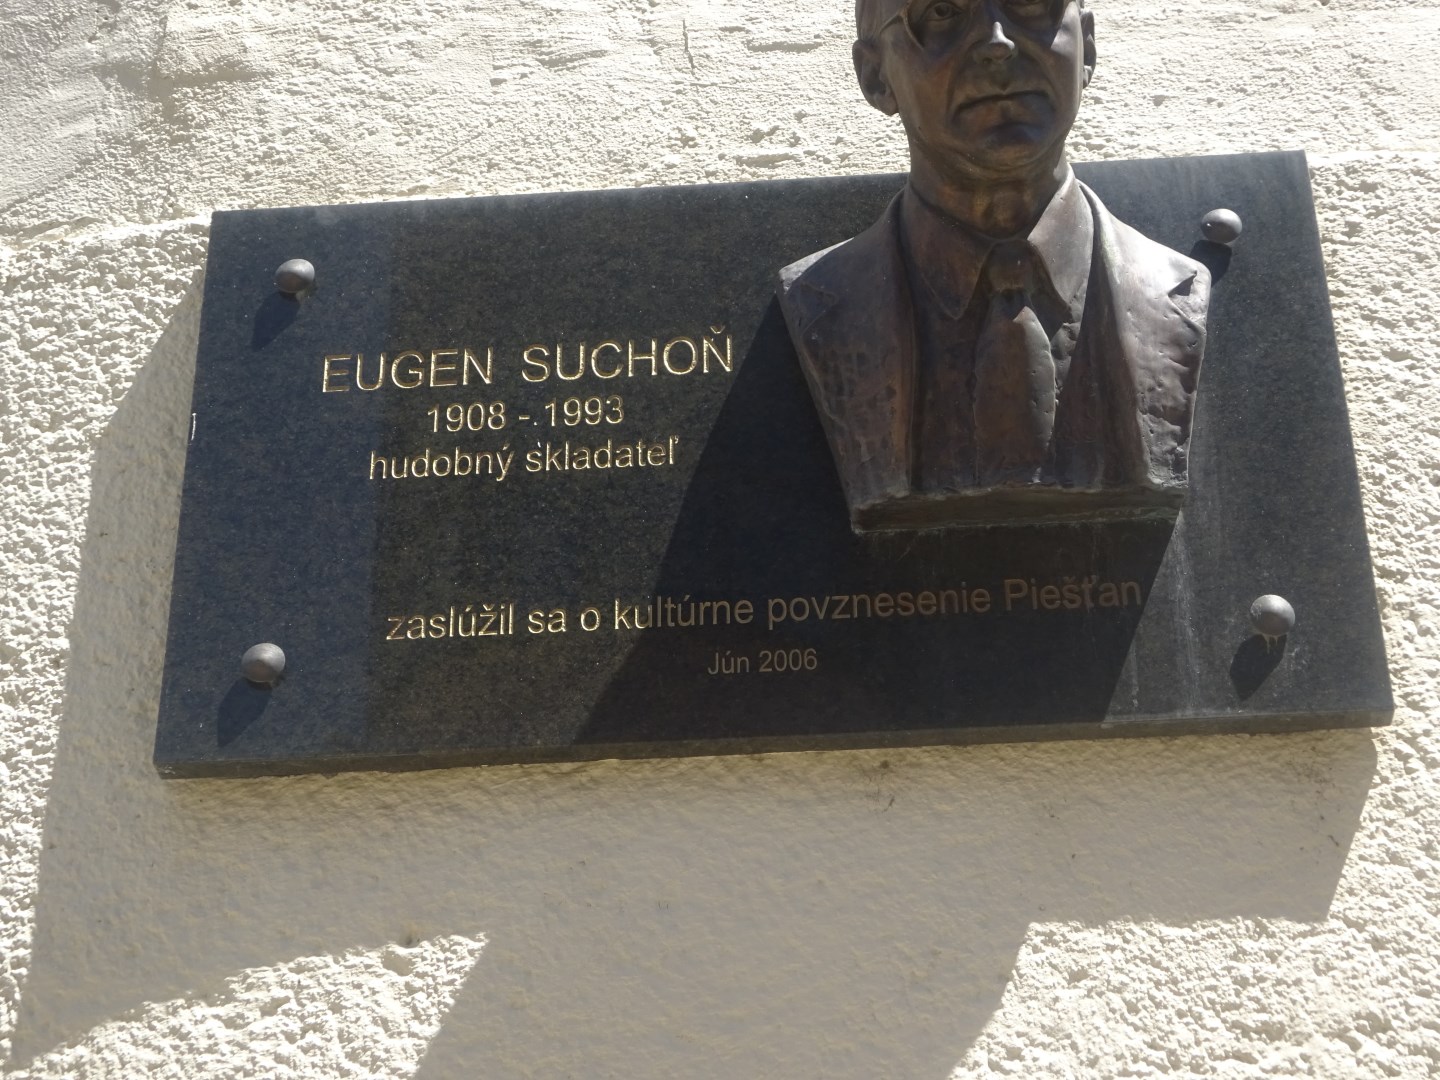 EUGEN SUCHOŇ
1908 - 1993
hudobný skladateľ
zaslúžil sa o kultúrne povznesenie Piešťan
Jún 2006